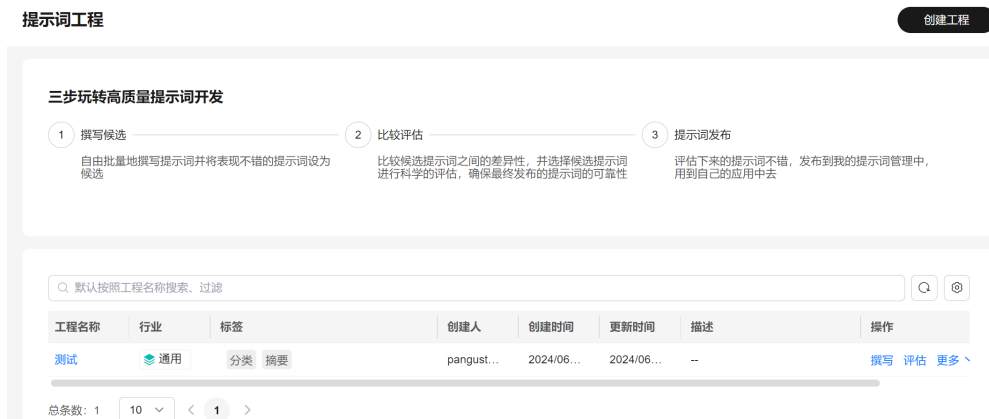 提示词工程
创建工程
三步玩转高质量提示词开发
1 撰写候选
自由批量地撰写提示词并将表现不错的提示词设为
候选
2 比较评估
比较候选提示词之间的差异性，并选择候选提示词
进行科学的评估，确保最终发布的提示词的可靠性
3 提示词发布
评估下来的提示词不错，发布到我的提示词管理中，
用到自己的应用中去
默认按照工程名称搜索、过滤
工程名称 行业 标签 创建人 创建时间 更新时间 描述 操作
测试 通用 分类 摘要 pangust... 2024/06... 2024/06... -- 撰写 评估 更多
总条数：1 10 1